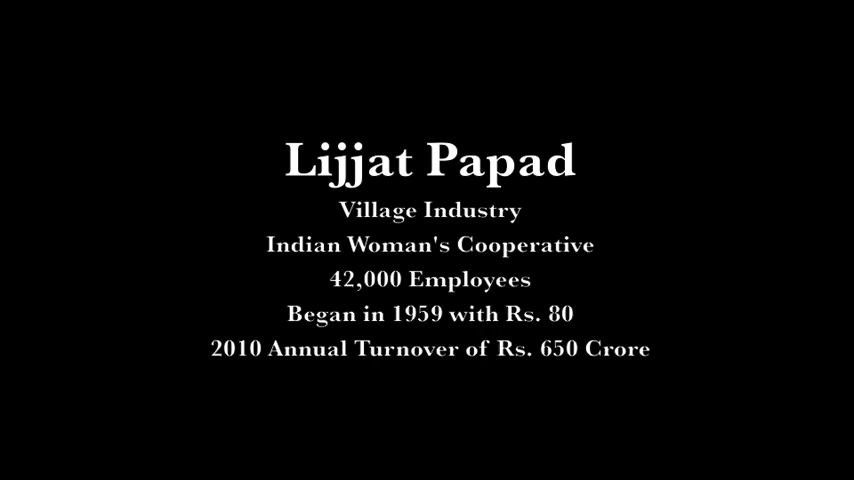 Lijjat Papad
Village Industry
Indian Woman's Cooperative
42,000 Employees
Began in 1959 with Rs. 80
2010 Annual Turnover of Rs. 650 Crore